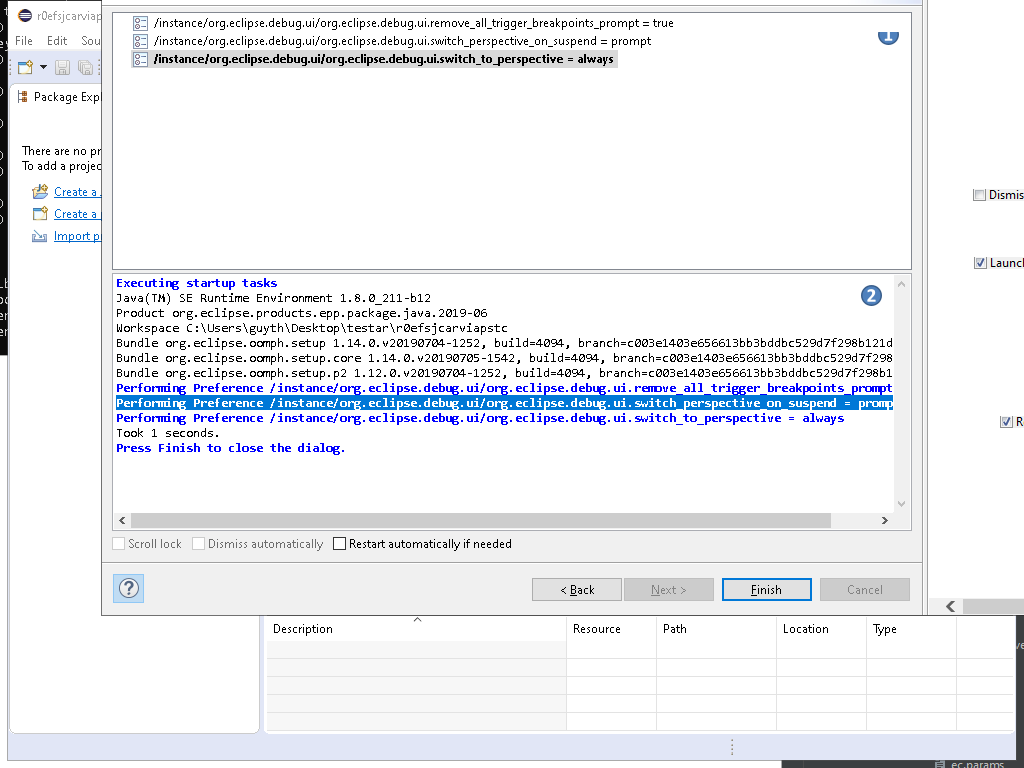 r0efsjcarviap
/instance/org.eclipse.debug.ui/org.eclipse.debug.ui.remove_all_trigger_breakpoints_prompt = true
/instance/org.eclipse.debug.ui/org.eclipse.debug.ui.switch_perspective_on_suspend = prompt
/instance/org.eclipse.debug.ui/org.eclipse.debug.ui.switch_to_perspective = always
1
File Edit Sou
Package Expl
There are no pr
To add a projec
Create a
Create a
Import p
Dismis
Launch
Executing startup tasks
Java(TM) SE Runtime Environment 1.8.0_211-b12
Product org.eclipse.products.epp.package.java.2019-06
Workspace C:\Users\guyth\Desktop\testar\r0efsjcarviapstc
Bundle org.eclipse.oomph.setup 1.14.0.v20190704-1252, build=4094, branch=c003e1403e656613bb3bddbc529d7f298b121d
Bundle org.eclipse.oomph.setup.core 1.14.0.v20190705-1542, build=4094, branch=c003e1403e656613bb3bddbc529d7f298
Bundle org.eclipse.oomph.setup.p2 1.12.0.v20190704-1252, build=4094, branch=c003e1403e656613bb3bddbc529d7f298b1
Performing Preference /instance/org.eclipse.debug.ui/org.eclipse.debug.ui.remove_all_trigger_breakpoints_prompt
Performing Preference /instance/org.eclipse.debug.ui/org.eclipse.debug.ui.switch_perspective_on_suspend = promp
Performing Preference /instance/org.eclipse.debug.ui/org.eclipse.debug.ui.switch_to_perspective = always
Took 1 seconds.
Press Finish to close the dialog.
2
R
Scroll lock Dismiss automatically Restart automatically if needed
? < Back Next > Finish Cancel
Description Resource Path Location Type
ec.params